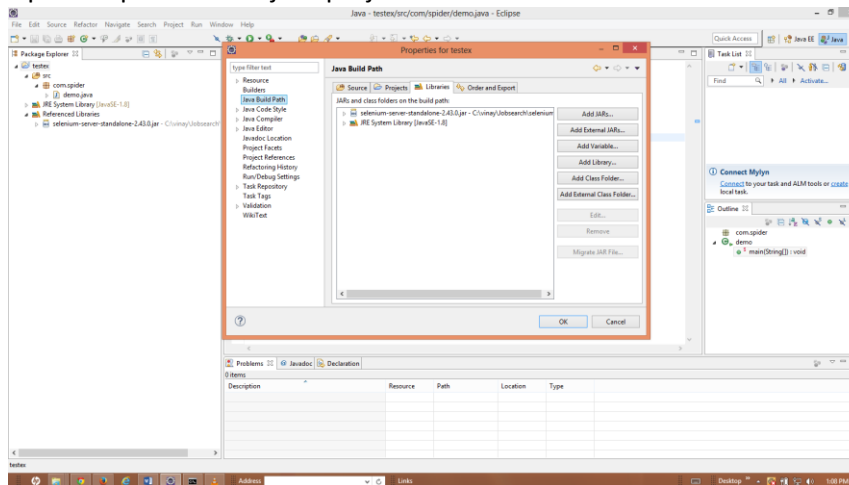 Java - testex/src/com/spider/demo.java - Eclipse
File Edit Source Refactor Navigate Search Project Run Window Help
Quick Access Java EE Java
Package Explorer
testex
src
com.spider
demo.java
JRE System Library [JavaSE-1.8]
Referenced Libraries
selenium-server-standalone-2.43.0.jar - C:\vinay\Jobsearch\
Properties for testex
type filter text
Resource
Builders
Java Build Path
Java Code Style
Java Compiler
Java Editor
Javadoc Location
Project Facets
Project References
Refactoring History
Run/Debug Settings
Task Repository
Task Tags
Validation
WikiText
Java Build Path
Source Projects Libraries Order and Export
JARs and class folders on the build path:
selenium-server-standalone-2.43.0.jar - C:\vinay\Jobsearch\selenium
JRE System Library [JavaSE-1.8]
Add JARs...
Add External JARs...
Add Variable...
Add Library...
Add Class Folder...
Add External Class Folder...
Edit...
Remove
Migrate JAR File...
OK Cancel
Task List
Find All Activate...
Connect Mylyn
Connect to your task and ALM tools or create
local task.
Outline
com.spider
demo
main(String[]) : void
Problems Javadoc Declaration
0 items
Description Resource Path Location Type
testex
Address Links Desktop 1:08 PM